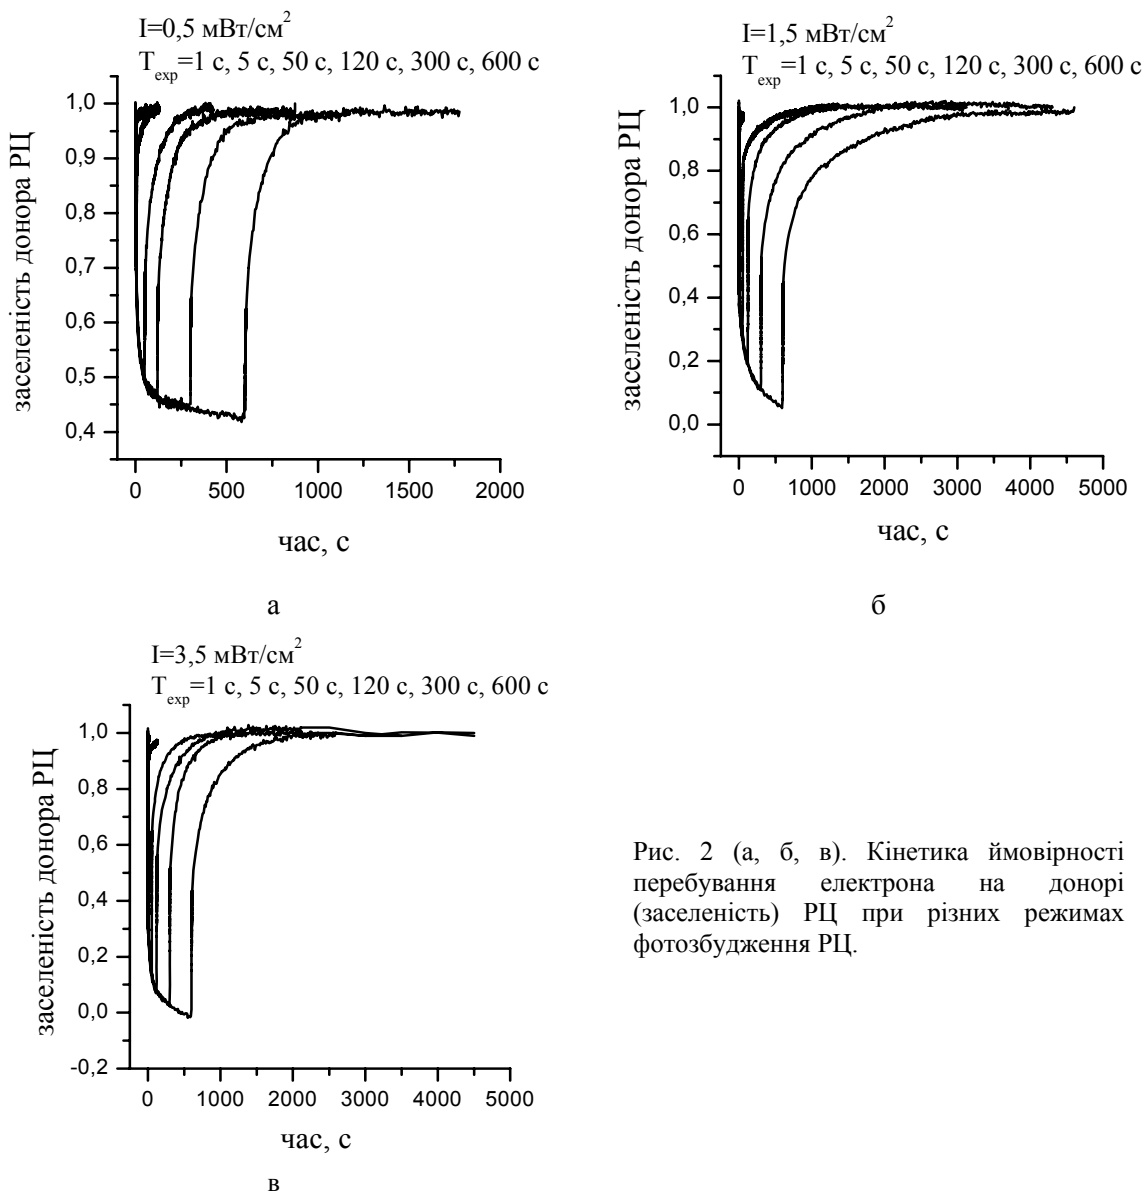 I=0,5 мВт/см²
T_exp=1 с, 5 с, 50 с, 120 с, 300 с, 600 с
заселеність донора РЦ
1,0
0,9
0,8
0,7
0,6
0,5
0,4
0 500 1000 1500 2000
час, с
а
I=1,5 мВт/см²
T_exp=1 с, 5 с, 50 с, 120 с, 300 с, 600 с
заселеність донора РЦ
1,0
0,8
0,6
0,4
0,2
0,0
0 1000 2000 3000 4000 5000
час, с
б
I=3,5 мВт/см²
T_exp=1 с, 5 с, 50 с, 120 с, 300 с, 600 с
заселеність донора РЦ
1,0
0,8
0,6
0,4
0,2
0,0
-0,2
0 1000 2000 3000 4000 5000
час, с
в
Рис. 2 (а, б, в). Кінетика ймовірності
перебування електрона на донорі
(заселеність) РЦ при різних режимах
фотозбудження РЦ.